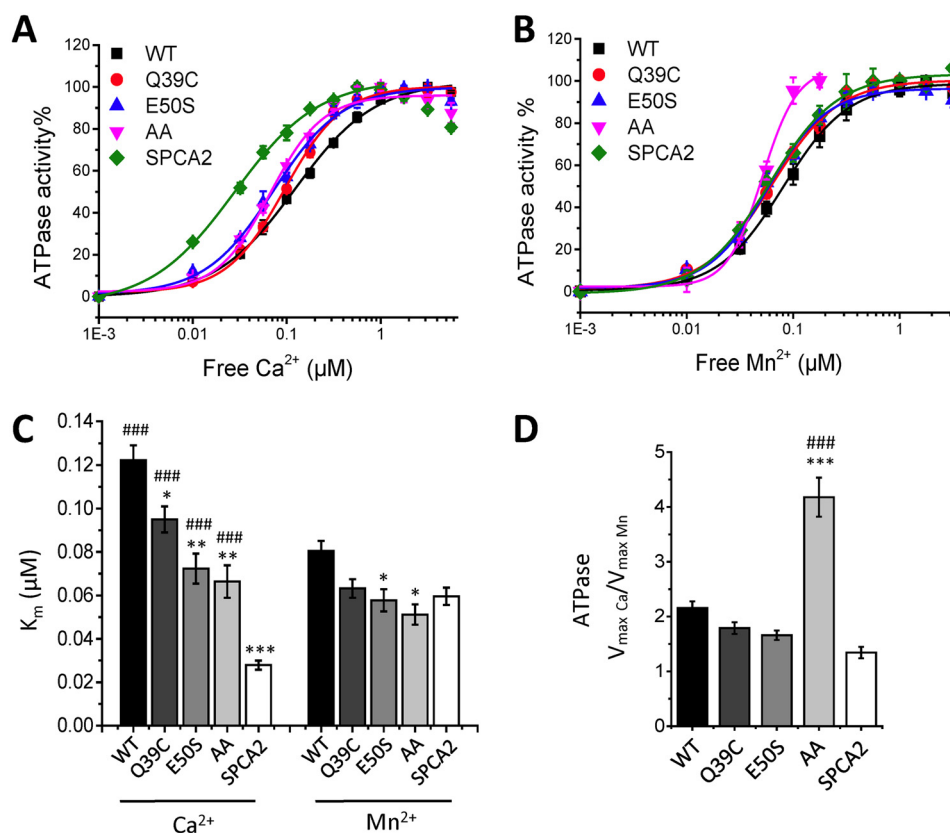 A
WT
Q39C
E50S
AA
SPCA2
ATPase activity%
120
100
80
60
40
20
0
1E-3 0.01 0.1 1
Free Ca²⁺ (µM)
B
WT
Q39C
E50S
AA
SPCA2
ATPase activity %
120
100
80
60
40
20
0
1E-3 0.01 0.1 1
Free Mn²⁺ (µM)
C
Kₘ (µM)
0.14
0.12
0.10
0.08
0.06
0.04
0.02
0.00
###
###
*
###
**
###
**
***
*
*
WT Q39C E50S AA SPCA2 WT Q39C E50S AA SPCA2
Ca²⁺ Mn²⁺
D
ATPase
Vmax Ca/Vmax Mn
5
4
3
2
1
0
###
***
WT Q39C E50S AA SPCA2